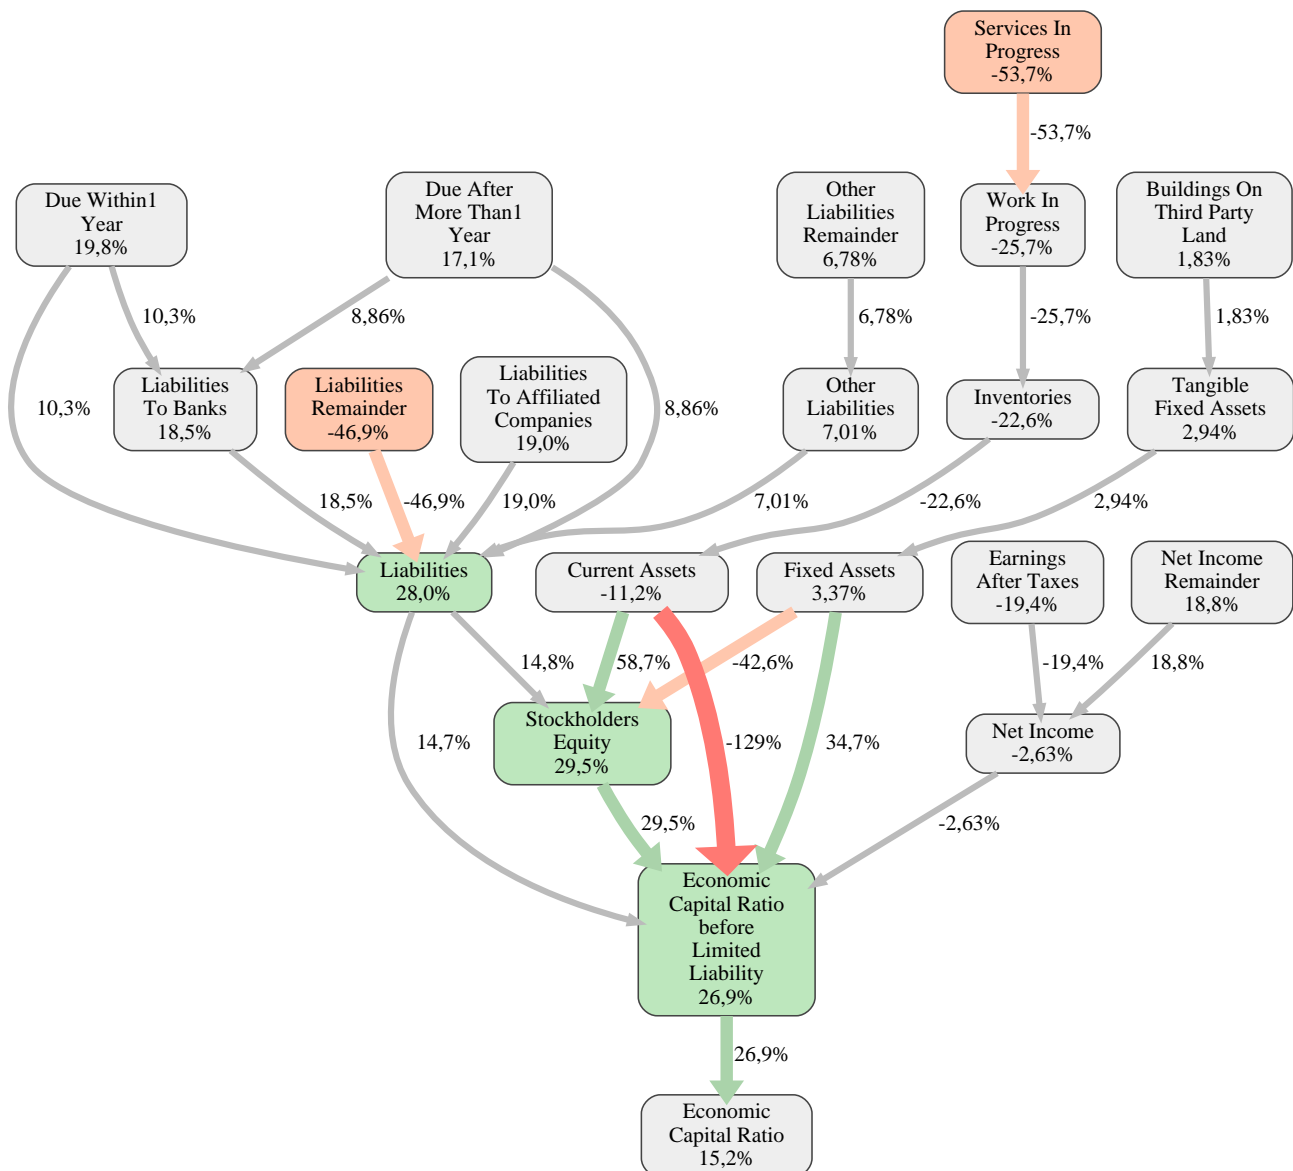 Services In
Progress
-53,7%
-53,7%
Due Within1
Year
19,8%
Due After
More Than1
Year
17,1%
Other
Liabilities
Remainder
6,78%
Work In
Progress
-25,7%
Buildings On
Third Party
Land
1,83%
10,3%
8,86%
6,78%
-25,7%
1,83%
10,3%
Liabilities
To Banks
18,5%
Liabilities
Remainder
-46,9%
Liabilities
To Affiliated
Companies
19,0%
8,86%
Other
Liabilities
7,01%
Inventories
-22,6%
Tangible
Fixed Assets
2,94%
18,5%
-46,9%
19,0%
7,01%
-22,6%
2,94%
Liabilities
28,0%
Current Assets
-11,2%
Fixed Assets
3,37%
Earnings
After Taxes
-19,4%
Net Income
Remainder
18,8%
14,8%
58,7%
-42,6%
-19,4%
18,8%
14,7%
Stockholders
Equity
29,5%
-129%
34,7%
Net Income
-2,63%
29,5%
-2,63%
Economic
Capital Ratio
before
Limited
Liability
26,9%
26,9%
Economic
Capital Ratio
15,2%